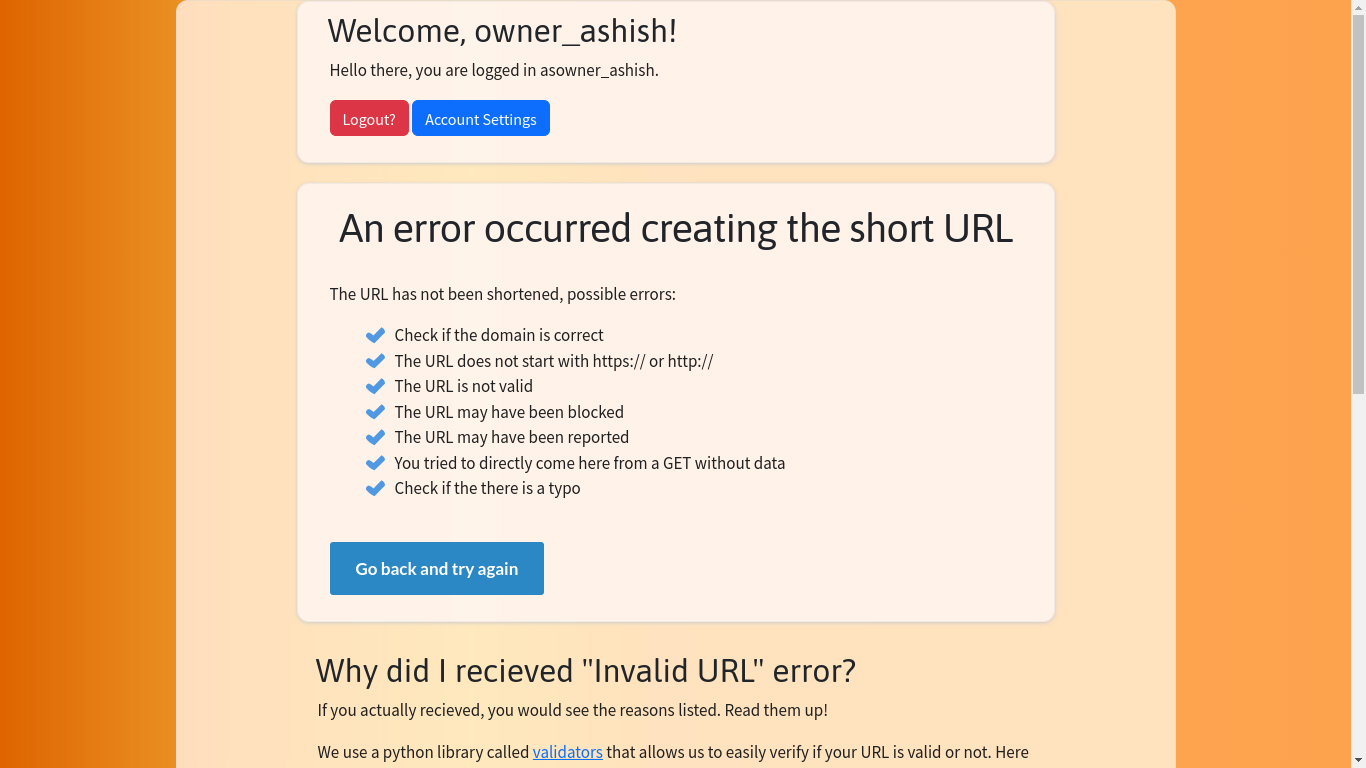 Welcome, owner_ashish!
Hello there, you are logged in asowner_ashish.
Logout? Account Settings
An error occurred creating the short URL
The URL has not been shortened, possible errors:
Check if the domain is correct
The URL does not start with https:// or http://
The URL is not valid
The URL may have been blocked
The URL may have been reported
You tried to directly come here from a GET without data
Check if the there is a typo
Go back and try again
Why did I recieved "Invalid URL" error?
If you actually recieved, you would see the reasons listed. Read them up!
We use a python library called validators that allows us to easily verify if your URL is valid or not. Here